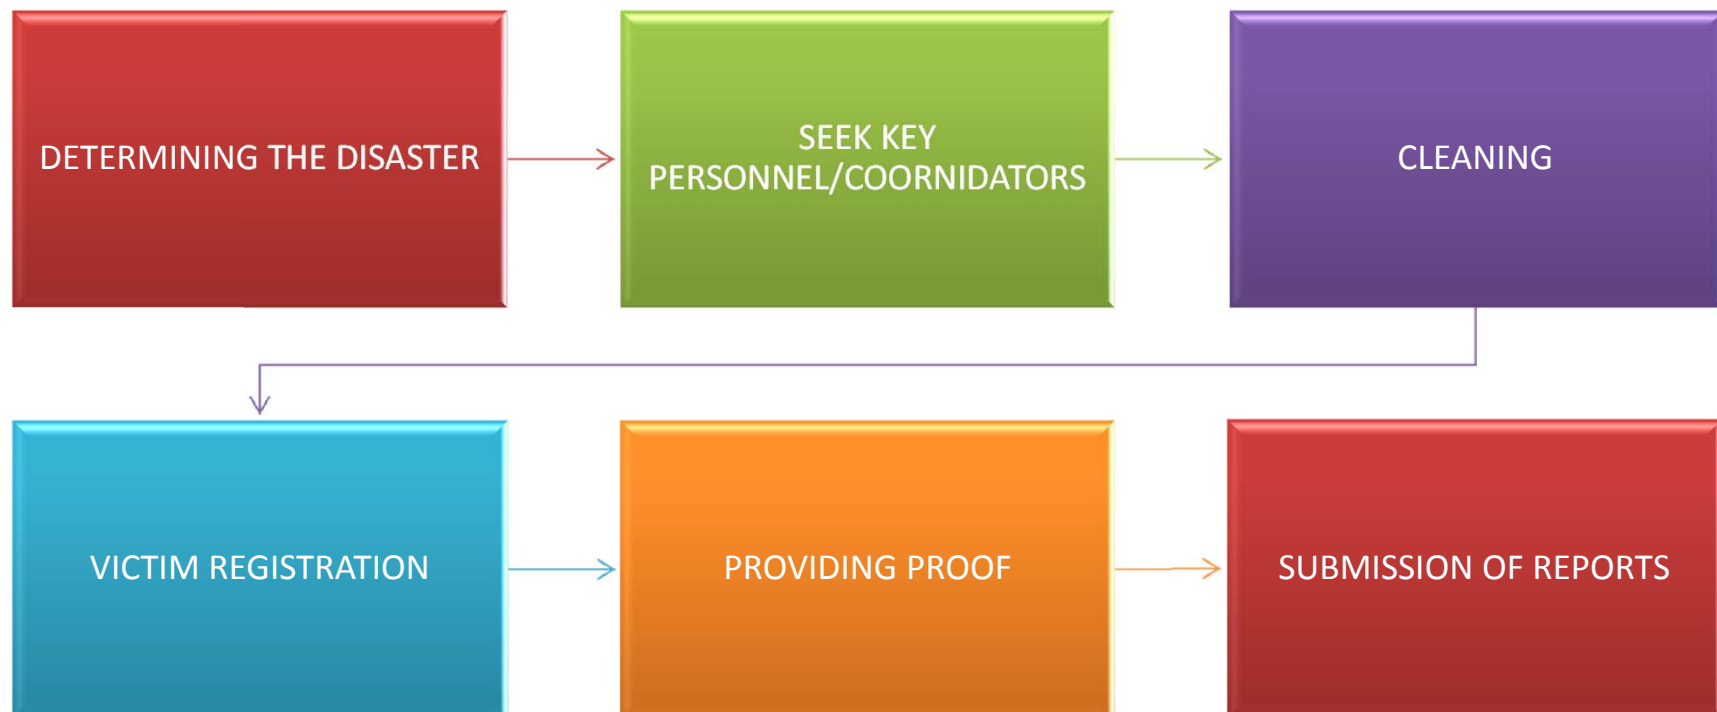 DETERMINING THE DISASTER
SEEK KEY
PERSONNEL/COORNIDATORS
CLEANING
VICTIM REGISTRATION
PROVIDING PROOF
SUBMISSION OF REPORTS